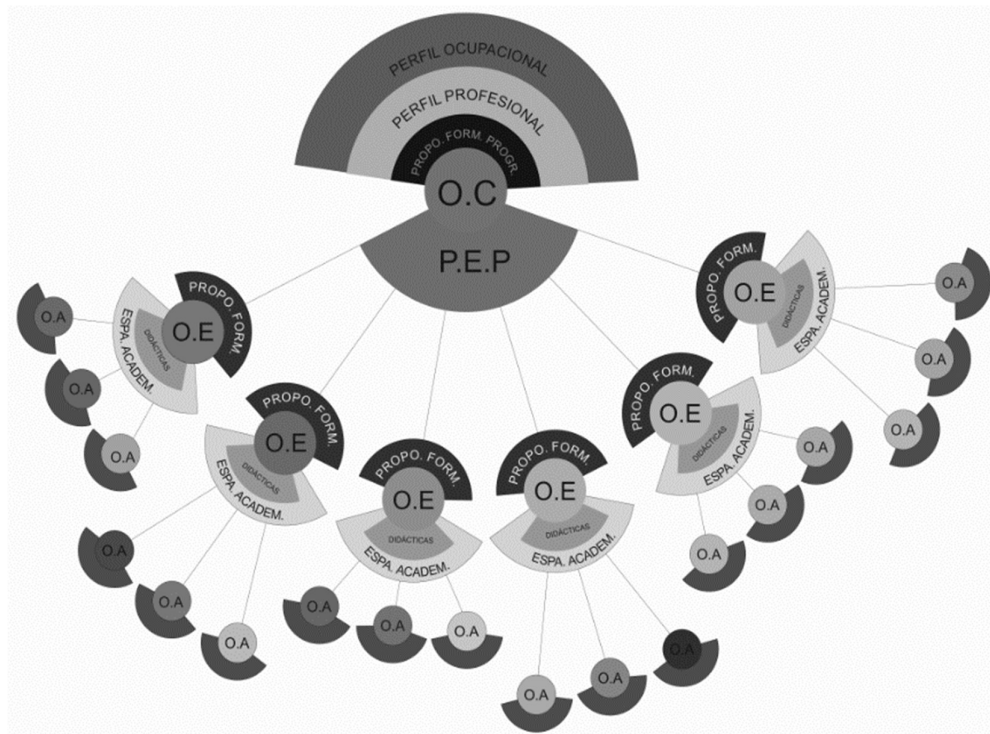 PERFIL OCUPACIONAL
PERFIL PROFESIONAL
PROPO. FORM. PROGR.
O.C
P.E.P
PROPO. FORM.
O.E
DIDÁCTICAS
ESPA. ACADEM.
O.A
O.A
O.A
PROPO. FORM.
O.E
DIDÁCTICAS
ESPA. ACADEM.
O.A
O.A
O.A
PROPO. FORM.
O.E
DIDÁCTICAS
ESPA. ACADEM.
O.A
O.A
O.A
PROPO. FORM.
O.E
DIDÁCTICAS
ESPA. ACADEM.
O.A
O.A
O.A
PROPO. FORM.
O.E
DIDÁCTICAS
ESPA. ACADEM.
O.A
O.A
O.A
PROPO. FORM.
O.E
DIDÁCTICAS
ESPA. ACADEM.
O.A
O.A
O.A